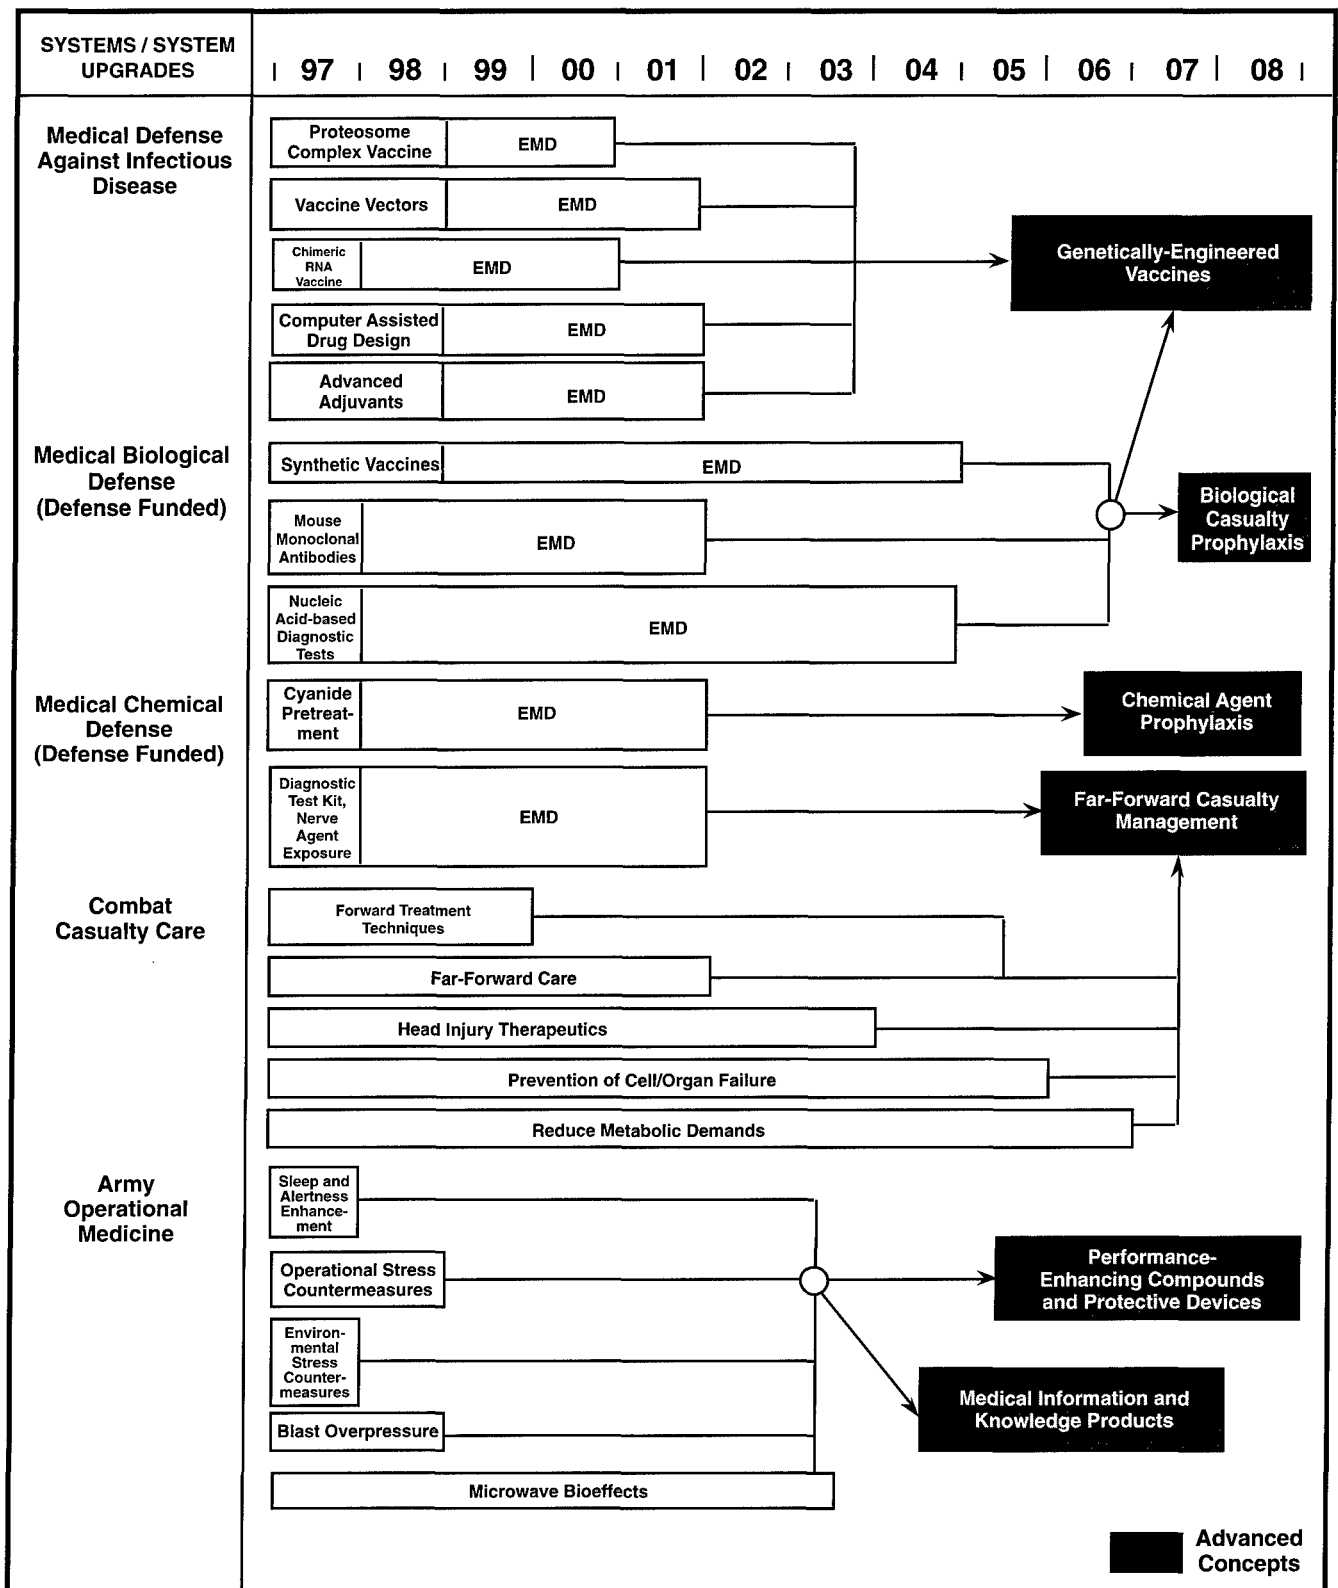 SYSTEMS / SYSTEM
UPGRADES
| 97 | 98 | 99 | 00 | 01 | 02 | 03 | 04 | 05 | 06 | 07 | 08 |
Medical Defense
Against Infectious
Disease
Proteosome
Complex Vaccine
EMD
Vaccine Vectors
EMD
Chimeric
RNA
Vaccine
EMD
Genetically-Engineered
Vaccines
Computer Assisted
Drug Design
EMD
Advanced
Adjuvants
EMD
Medical Biological
Defense
(Defense Funded)
Synthetic Vaccines
EMD
Mouse
Monoclonal
Antibodies
EMD
Biological
Casualty
Prophylaxis
Nucleic
Acid-based
Diagnostic
Tests
EMD
Medical Chemical
Defense
(Defense Funded)
Cyanide
Pretreat-
ment
EMD
Chemical Agent
Prophylaxis
Diagnostic
Test Kit,
Nerve
Agent
Exposure
EMD
Far-Forward Casualty
Management
Combat
Casualty Care
Forward Treatment
Techniques
Far-Forward Care
Head Injury Therapeutics
Prevention of Cell/Organ Failure
Reduce Metabolic Demands
Army
Operational
Medicine
Sleep and
Alertness
Enhance-
ment
Operational Stress
Countermeasures
Performance-
Enhancing Compounds
and Protective Devices
Environ-
mental
Stress
Counter-
measures
Medical Information and
Knowledge Products
Blast Overpressure
Microwave Bioeffects
Advanced
Concepts